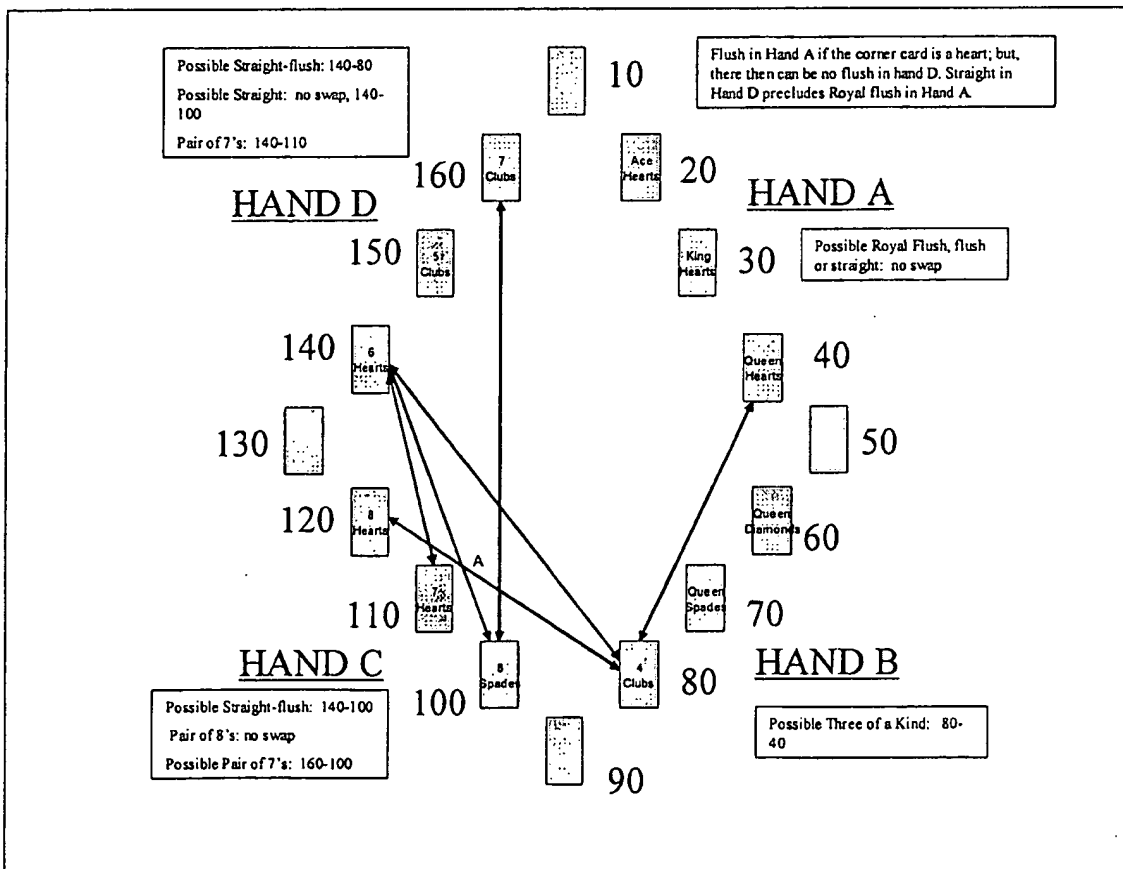 Possible Straight-flush: 140-80
Possible Straight: no swap, 140-
100
Pair of 7's: 140-110
10
Flush in Hand A if the corner card is a heart; but,
there then can be no flush in hand D. Straight in
Hand D precludes Royal flush in Hand A.
160
7
Clubs
Ace
Hearts
20
HAND D
HAND A
150
5
Clubs
King
Hearts
30
Possible Royal Flush, flush
or straight: no swap
140
6
Hearts
Queen
Hearts
40
130
50
120
8
Hearts
Queen
Diamonds
60
A
110
7
Hearts
Queen
Spades
70
HAND C
100
8
Spades
4
Clubs
80
HAND B
Possible Straight-flush: 140-100
Pair of 8's: no swap
Possible Pair of 7's: 160-100
Possible Three of a Kind: 80-
40
90